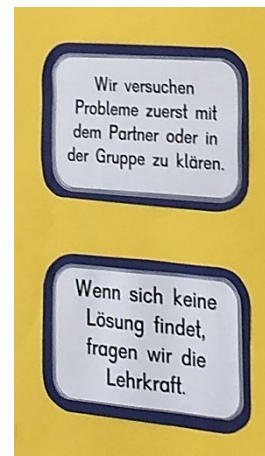 Wir versuchen
Probleme zuerst mit
dem Partner oder in
der Gruppe zu klären.
Wenn sich keine
Lösung findet,
fragen wir die
Lehrkraft.